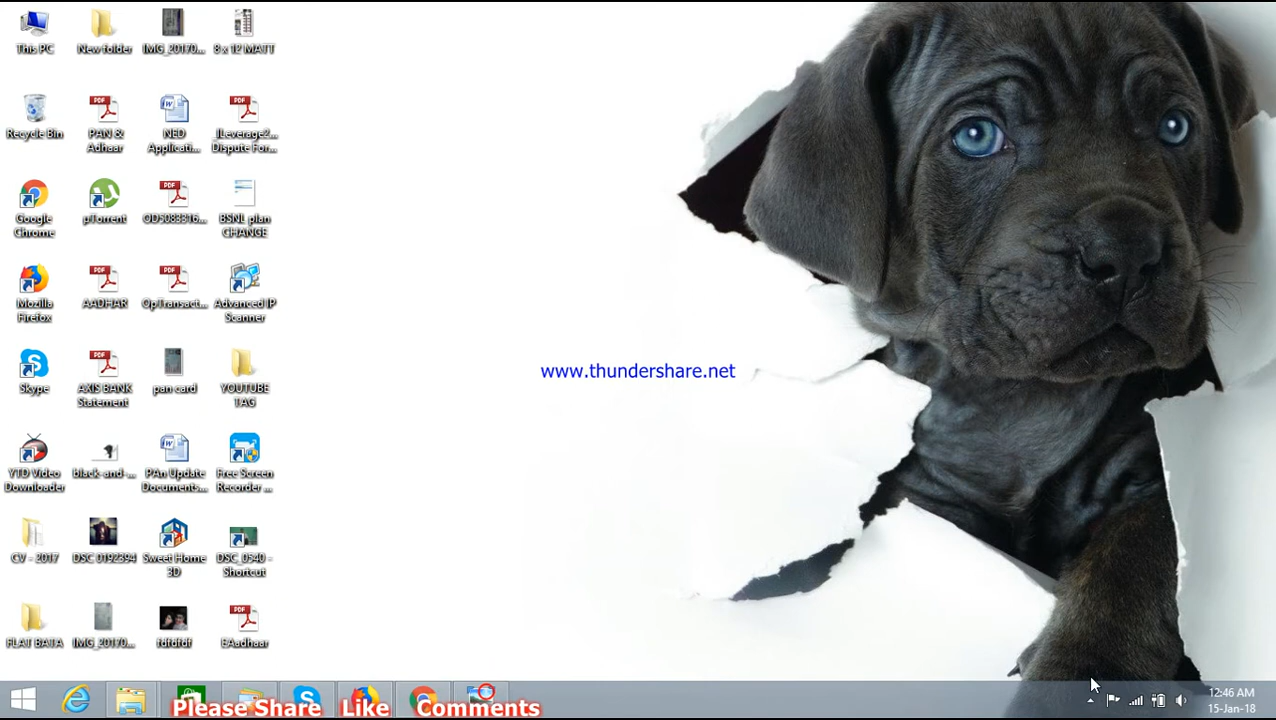 This PC
New folder
IMG_20170...
8 x 12 MATT
Recycle Bin
PAN &
Adhaar
NED
Applicati...
_ILeverage2...
Dispute For...
Google
Chrome
µTorrent
ODS083316...
BSNL plan
CHANGE
Mozilla
Firefox
AADHAR
OpTransact...
Advanced IP
Scanner
Skype
AXIS BANK
Statement
pan card
YOUTUBE
TAG
www.thundershare.net
YTD Video
Downloader
black-and-...
PAn Update
Documents...
Free Screen
Recorder ...
CV - 2017
DSC 0192394
Sweet Home
3D
DSC_0540 -
Shortcut
FLAT BATA
IMG_20170...
fdfdfdf
EAadhaar
Please Share Like Comments
12:46 AM
15-Jan-18